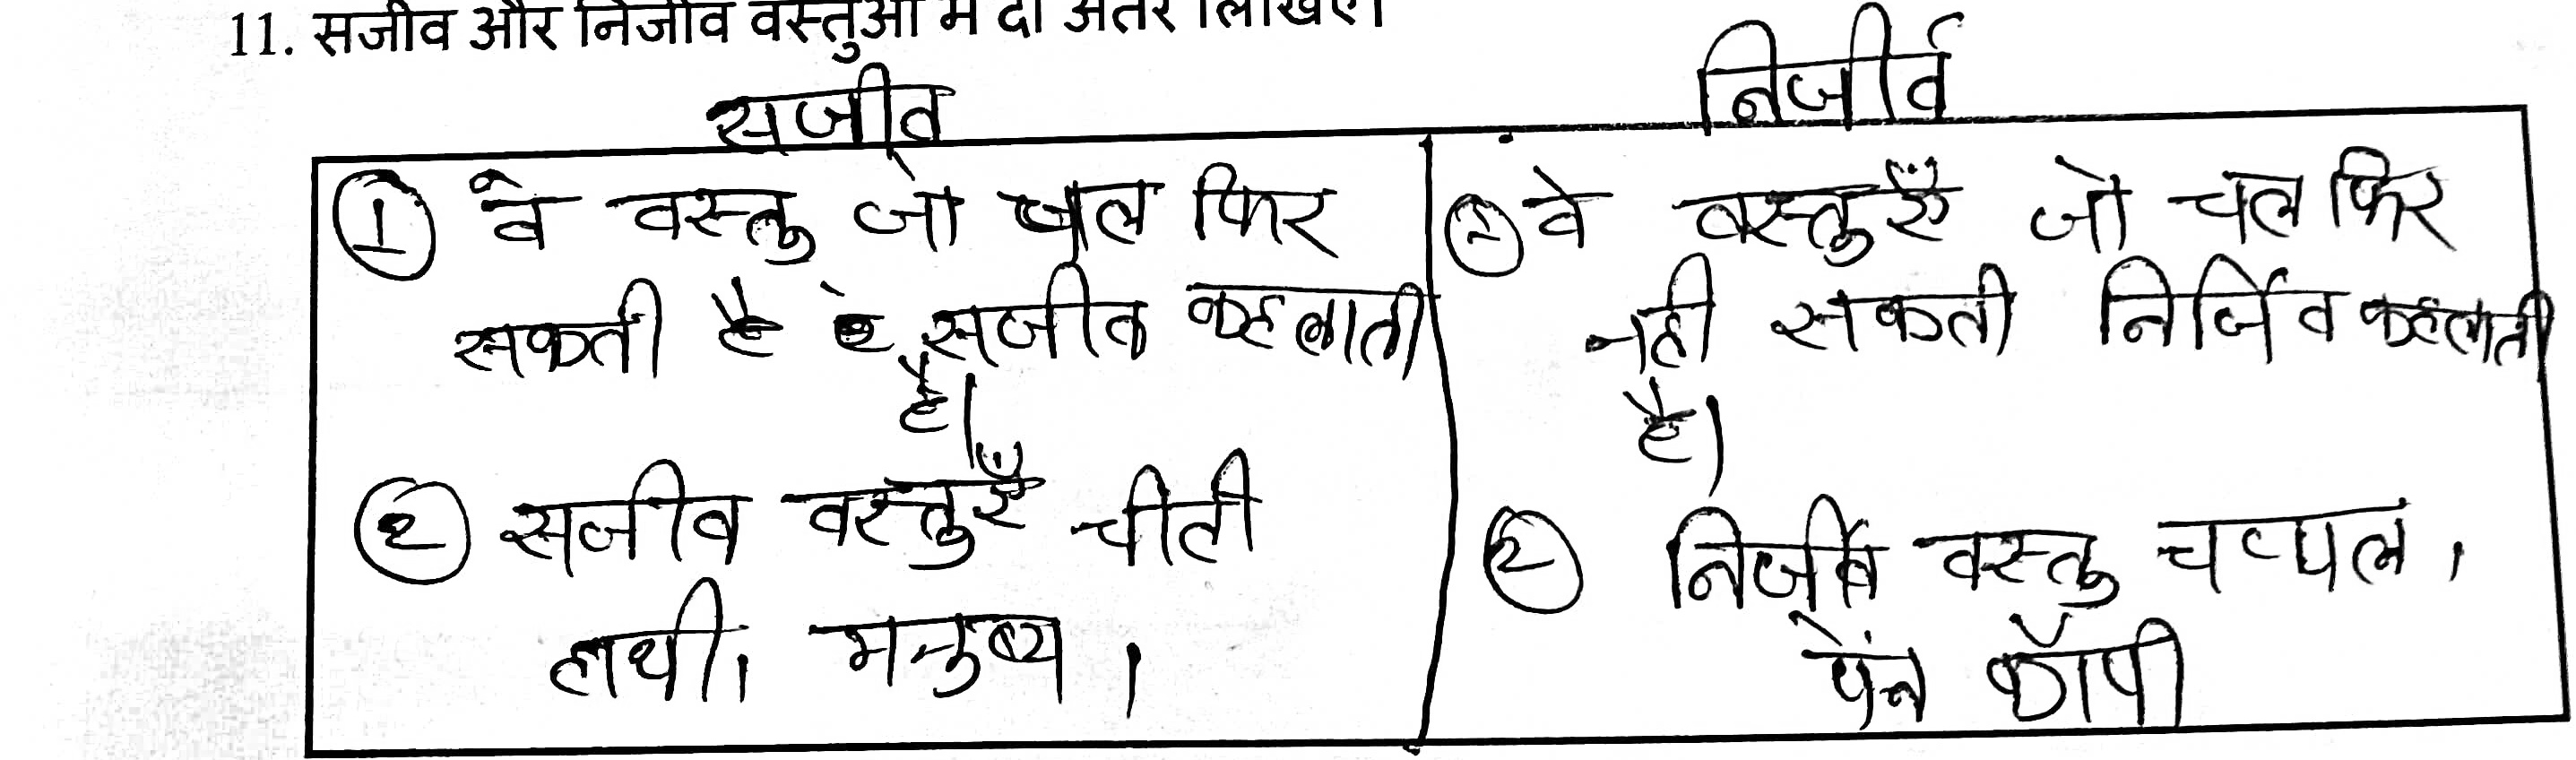 11. सजीव और निर्जीव वस्तुओं में दो अंतर लिखिए।
सजीव
निजीर्व
① वे वस्तु जो चल फिर
सकती है वे सजीव कहलाती
है।
② सजीव वस्तुएँ चीटी
हाथी। मनुष्य।
① वे वस्तुएँ जो चल फिर
नही सकती निर्जिव कहलाती
है।
② निर्जीव वस्तु चप्पल।
पेंन कॉपी